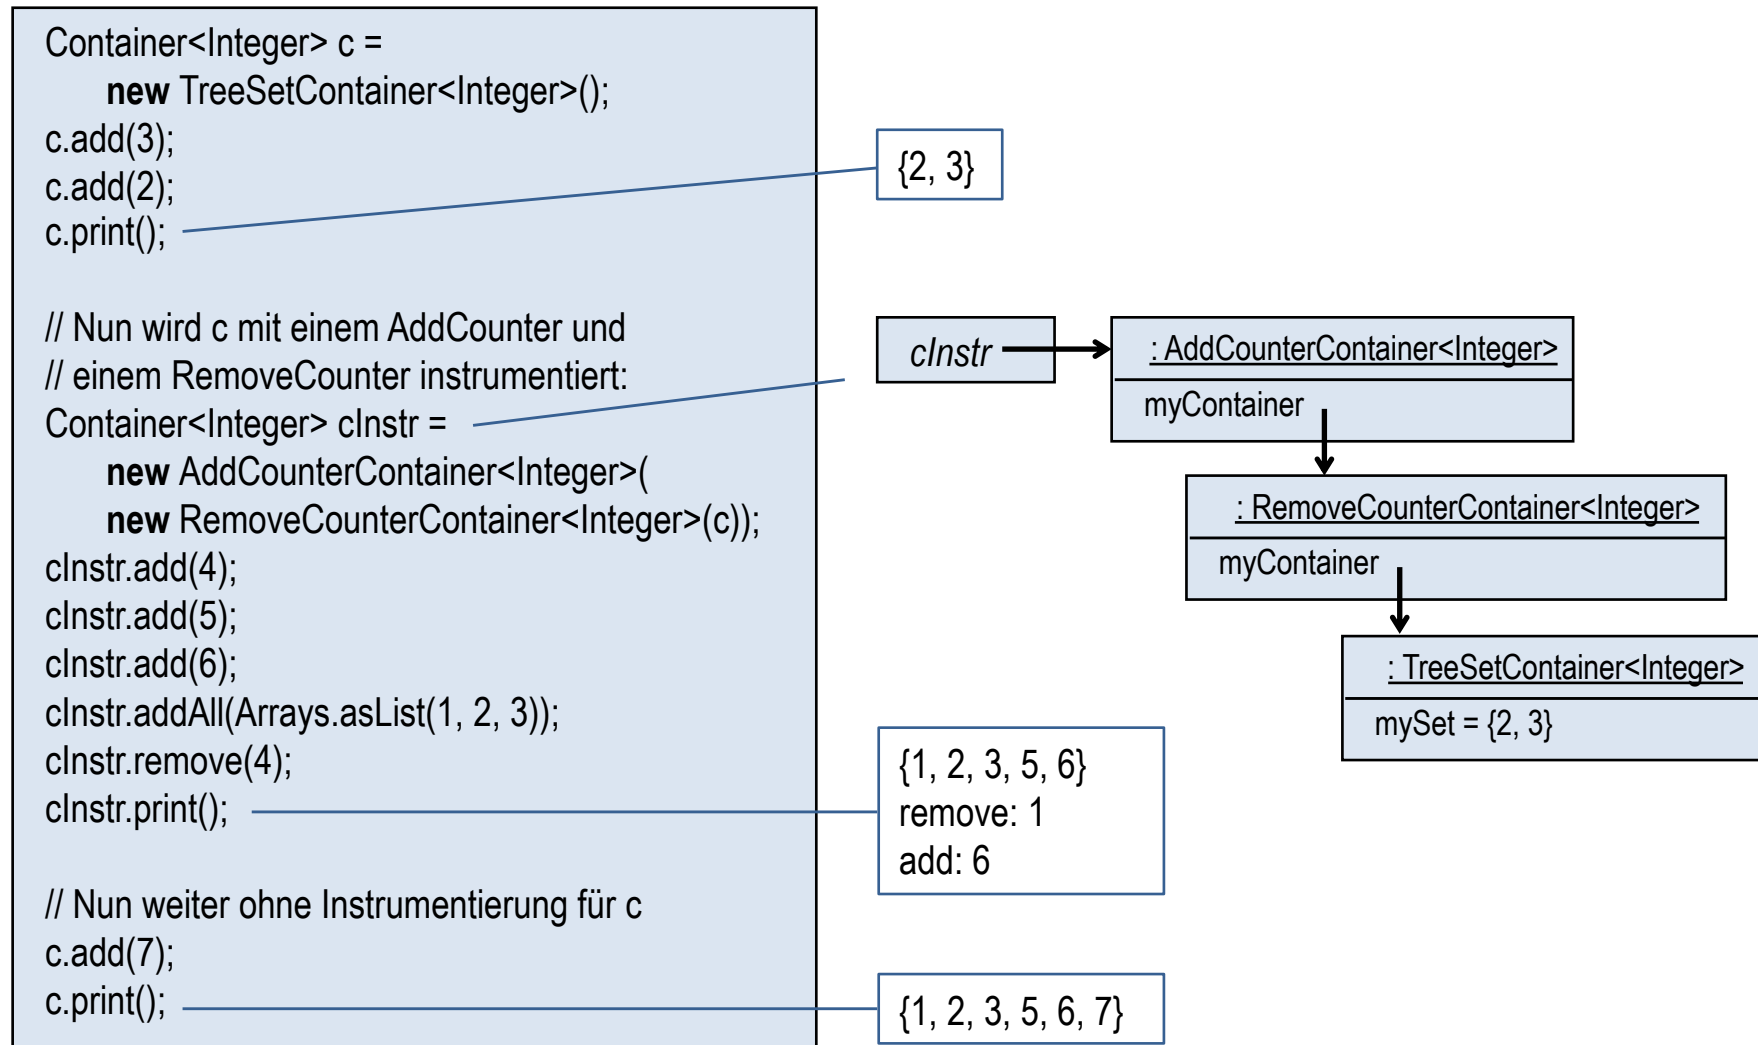 Container<Integer> c =
new TreeSetContainer<Integer>();
c.add(3);
c.add(2);
c.print();
// Nun wird c mit einem AddCounter und
// einem RemoveCounter instrumentiert:
Container<Integer> cInstr =
new AddCounterContainer<Integer>(
new RemoveCounterContainer<Integer>(c));
cInstr.add(4);
cInstr.add(5);
cInstr.add(6);
cInstr.addAll(Arrays.asList(1, 2, 3));
cInstr.remove(4);
cInstr.print();
// Nun weiter ohne Instrumentierung für c
c.add(7);
c.print();
{2, 3}
cInstr
: AddCounterContainer<Integer>
myContainer
: RemoveCounterContainer<Integer>
myContainer
: TreeSetContainer<Integer>
mySet = {2, 3}
{1, 2, 3, 5, 6}
remove: 1
add: 6
{1, 2, 3, 5, 6, 7}